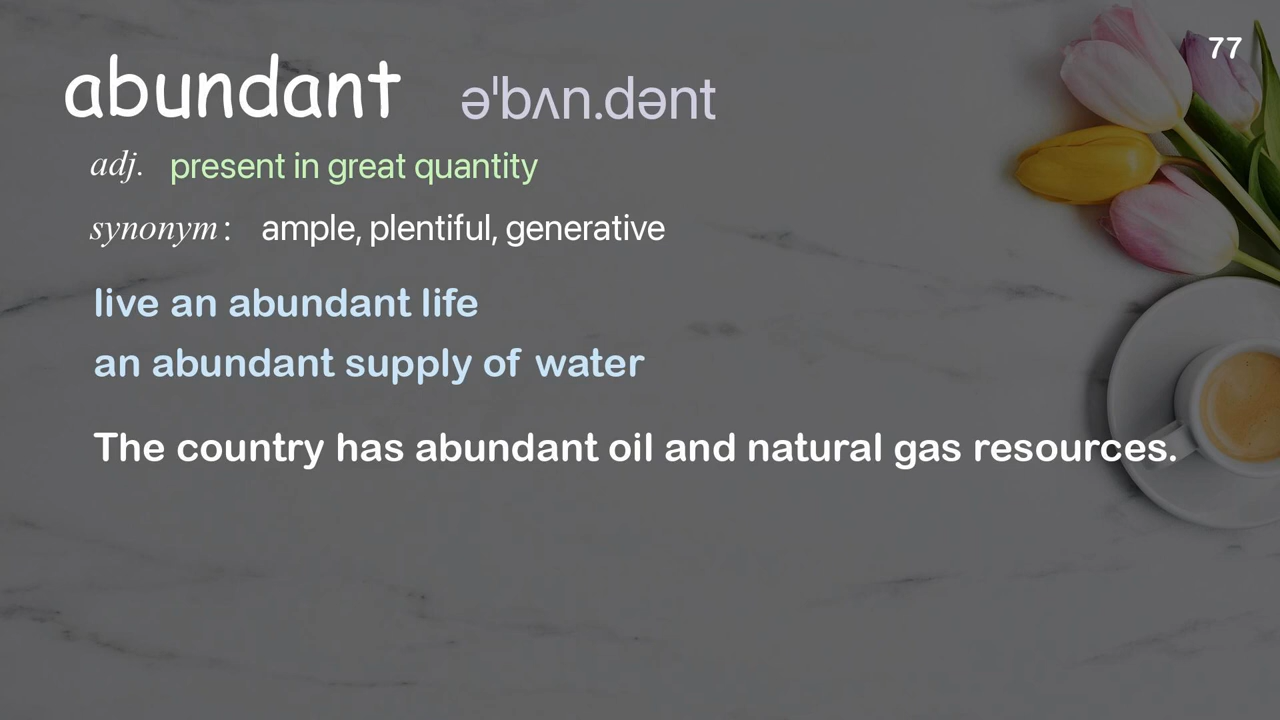 77
abundant əˈbʌn.dənt
adj. present in great quantity
synonym: ample, plentiful, generative
live an abundant life
an abundant supply of water
The country has abundant oil and natural gas resources.